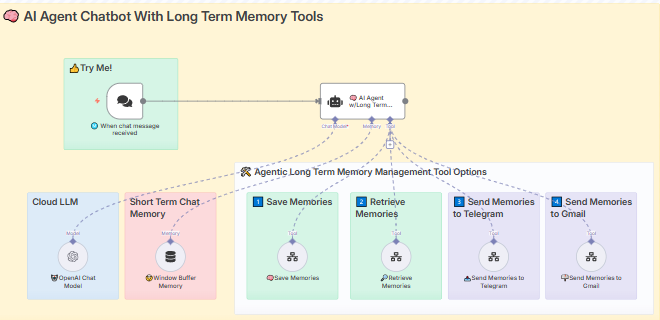 🧠 AI Agent Chatbot With Long Term Memory Tools
👍Try Me!
When chat message
received
🧠 AI Agent
w/Long Term...
Chat Model*
Memory
Tool
🛠️ Agentic Long Term Memory Management Tool Options
Cloud LLM
Model
OpenAI Chat
Model
Short Term Chat
Memory
Memory
Window Buffer
Memory
1️⃣ Save Memories
Tool
🧠Save Memories
2️⃣ Retrieve
Memories
Tool
🔎Retrieve
Memories
3️⃣ Send Memories
to Telegram
Tool
Send Memories to
Telegram
4️⃣ Send Memories
to Gmail
Tool
Send Memories to
Gmail